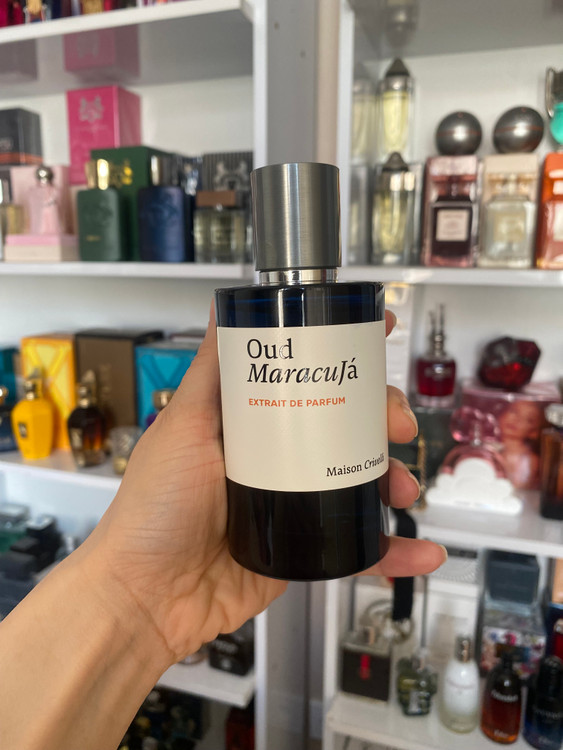 Oud
MaracuJá
EXTRAIT DE PARFUM
Maison Crivelli